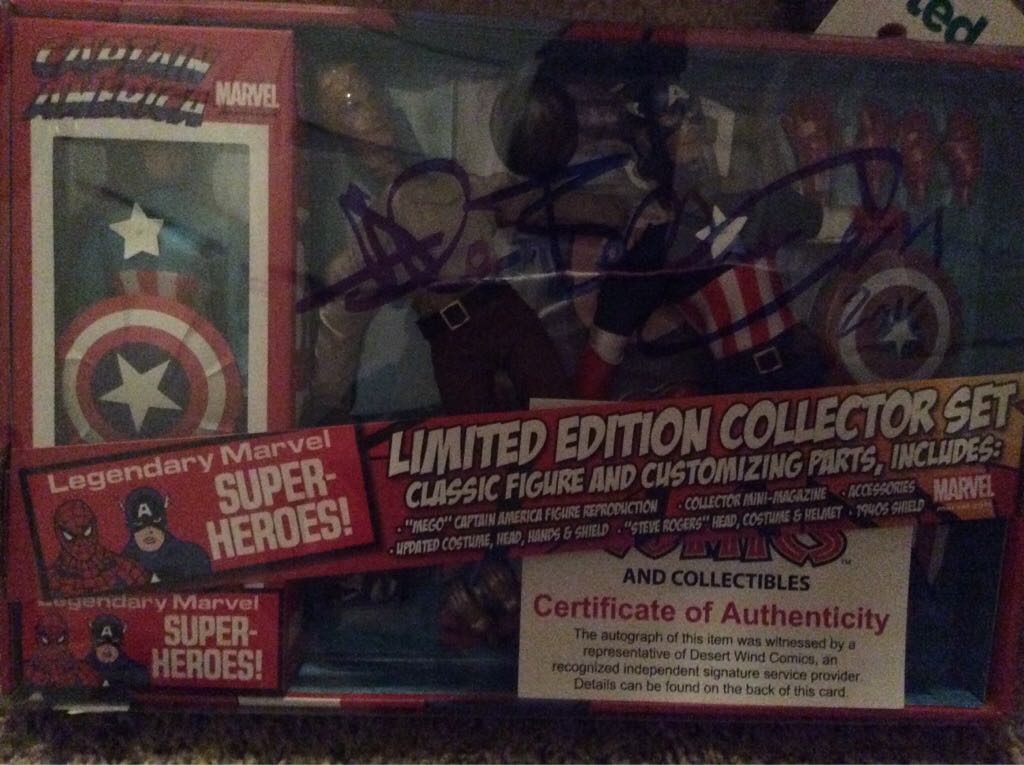 ted
CAPTAIN
AMERICA
MARVEL
LIMITED EDITION COLLECTOR SET
CLASSIC FIGURE AND CUSTOMIZING PARTS, INCLUDES:
· "MEGO" CAPTAIN AMERICA FIGURE REPRODUCTION · COLLECTOR MINI-MAGAZINE · ACCESSORIES
· UPDATED COSTUME, HEAD, HANDS & SHIELD · "STEVE ROGERS" HEAD, COSTUME & HELMET · 1940S SHIELD
MARVEL
Legendary Marvel
SUPER-
HEROES!
A
COMICS™
AND COLLECTIBLES
Certificate of Authenticity
The autograph of this item was witnessed by a
representative of Desert Wind Comics, an
recognized independent signature service provider.
Details can be found on the back of this card.
Legendary Marvel
SUPER-
HEROES!
A